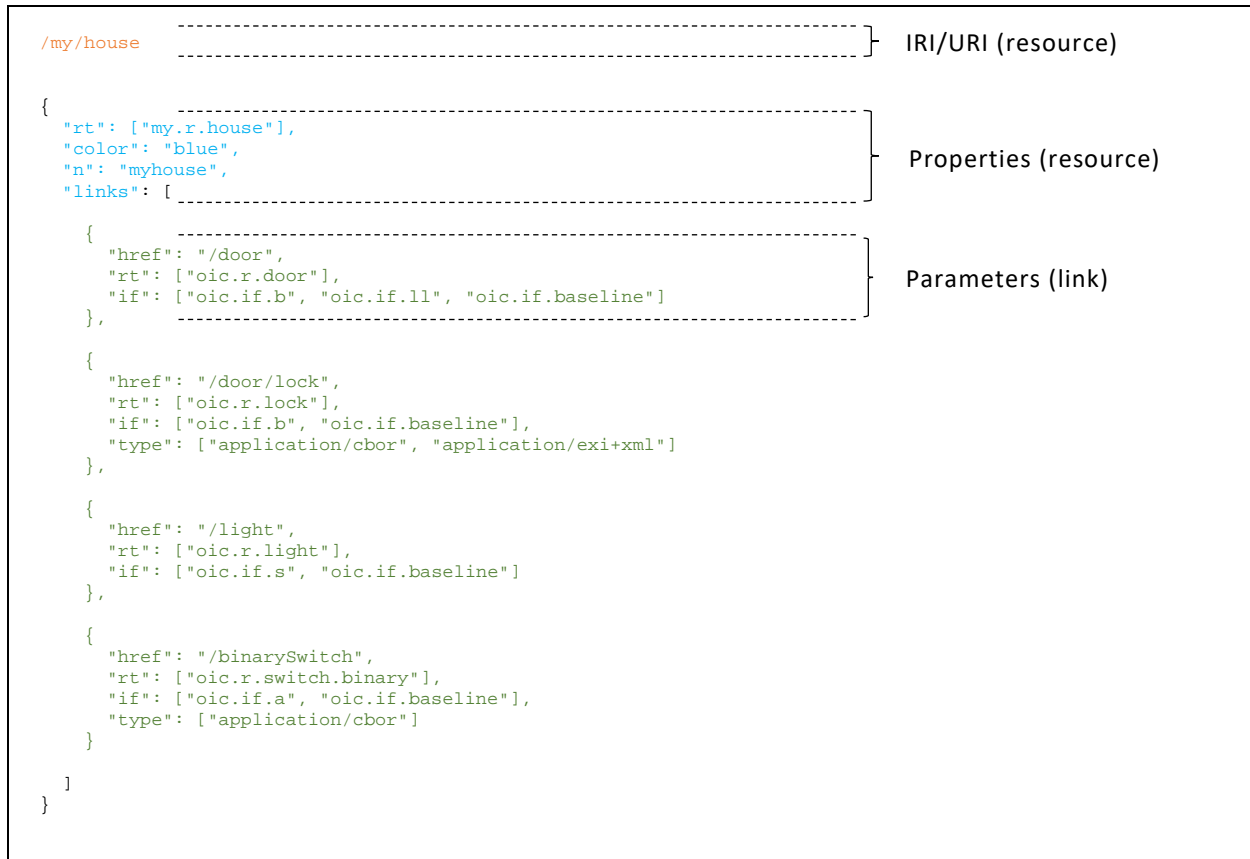 /my/house
IRI/URI (resource)
{
"rt": ["my.r.house"],
"color": "blue",
"n": "myhouse",
"links": [
Properties (resource)
{
"href": "/door",
"rt": ["oic.r.door"],
"if": ["oic.if.b", "oic.if.ll", "oic.if.baseline"]
},
Parameters (link)
{
"href": "/door/lock",
"rt": ["oic.r.lock"],
"if": ["oic.if.b", "oic.if.baseline"],
"type": ["application/cbor", "application/exi+xml"]
},
{
"href": "/light",
"rt": ["oic.r.light"],
"if": ["oic.if.s", "oic.if.baseline"]
},
{
"href": "/binarySwitch",
"rt": ["oic.r.switch.binary"],
"if": ["oic.if.a", "oic.if.baseline"],
"type": ["application/cbor"]
}
]
}